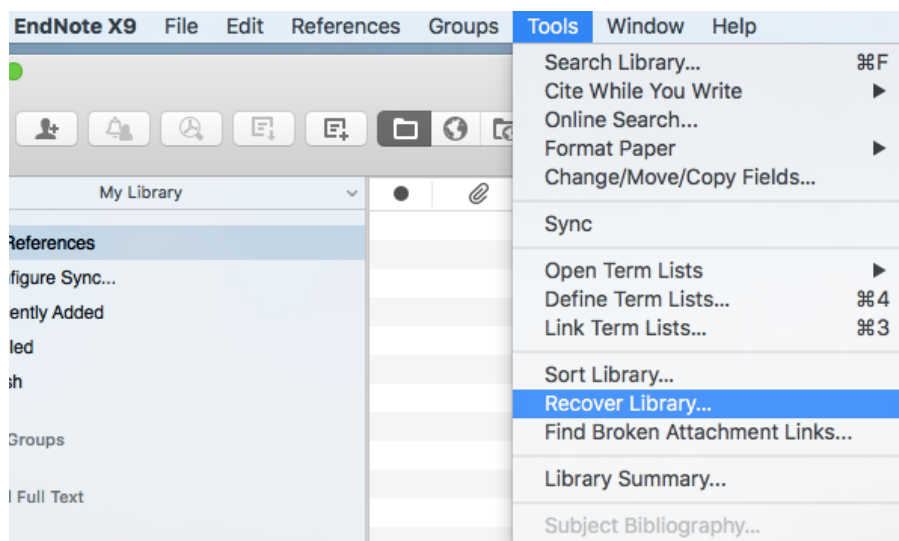 EndNote X9 File Edit References Groups Tools Window Help
Search Library... ⌘F
Cite While You Write ▶
Online Search...
Format Paper ▶
Change/Move/Copy Fields...
Sync
Open Term Lists ▶
Define Term Lists... ⌘4
Link Term Lists... ⌘3
Sort Library...
Recover Library...
Find Broken Attachment Links...
Library Summary...
Subject Bibliography...
My Library
References
figure Sync...
ently Added
led
sh
Groups
Full Text